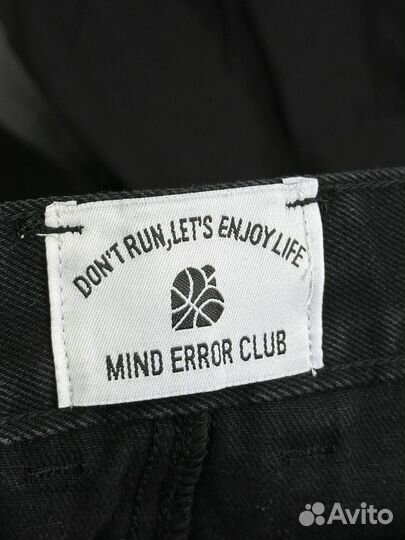 DON'T RUN,LET'S ENJOY LIFE
MIND ERROR CLUB
Avito